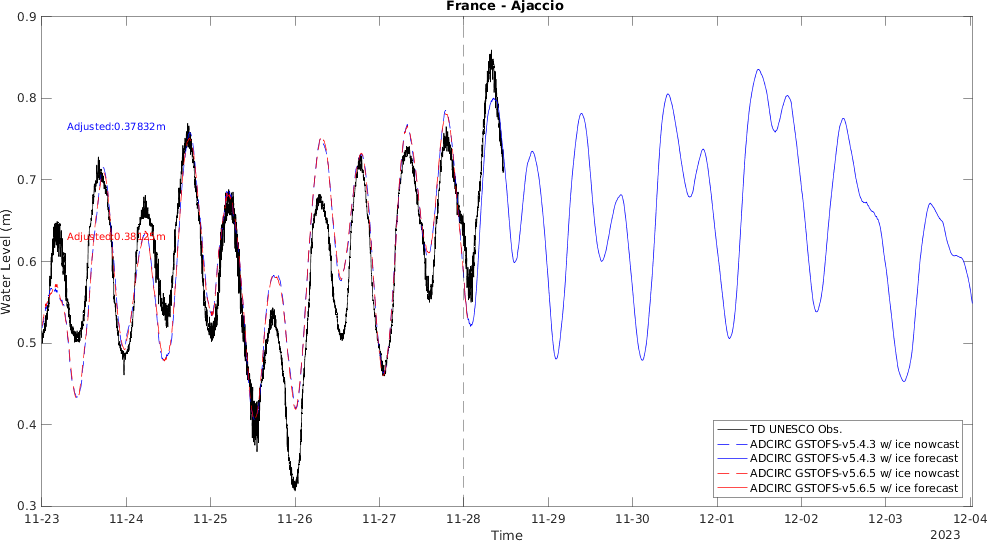 France - Ajaccio
Water Level (m)
0.9
0.8
0.7
0.6
0.5
0.4
0.3
Adjusted:0.37832m
Adjusted:0.38125m
TD UNESCO Obs.
ADCIRC GSTOFS-v5.4.3 w/ ice nowcast
ADCIRC GSTOFS-v5.4.3 w/ ice forecast
ADCIRC GSTOFS-v5.6.5 w/ ice nowcast
ADCIRC GSTOFS-v5.6.5 w/ ice forecast
11-23 11-24 11-25 11-26 11-27 11-28 11-29 11-30 12-01 12-02 12-03 12-04
Time
2023